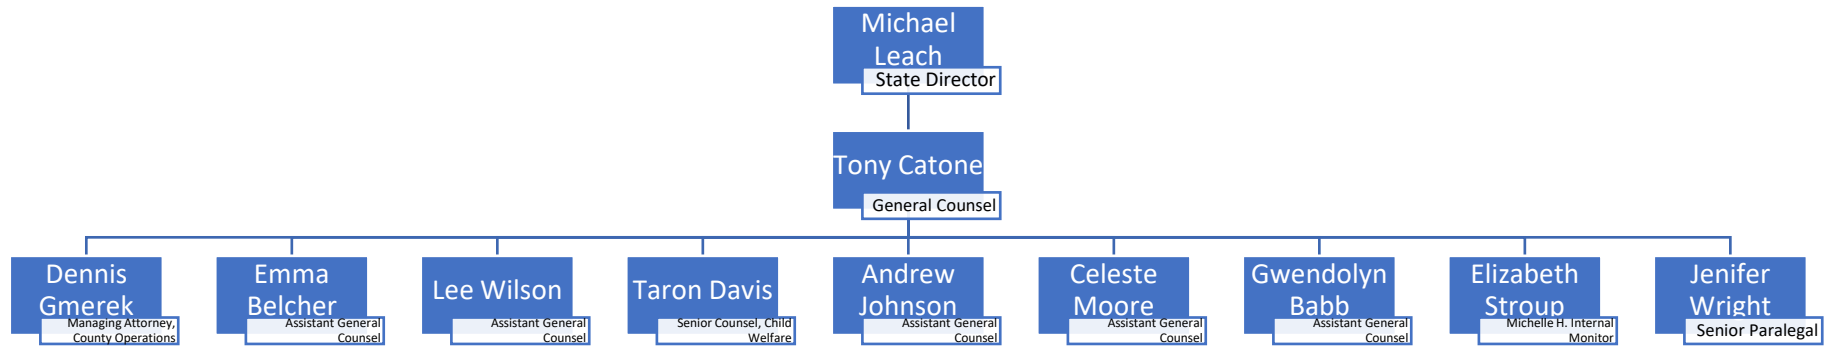 Michael
Leach
State Director
Tony Catone
General Counsel
Dennis
Gmerek
Managing Attorney,
County Operations
Emma
Belcher
Assistant General
Counsel
Lee Wilson
Assistant General
Counsel
Taron Davis
Senior Counsel, Child
Welfare
Andrew
Johnson
Assistant General
Counsel
Celeste
Moore
Assistant General
Counsel
Gwendolyn
Babb
Assistant General
Counsel
Elizabeth
Stroup
Michelle H. Internal
Monitor
Jenifer
Wright
Senior Paralegal